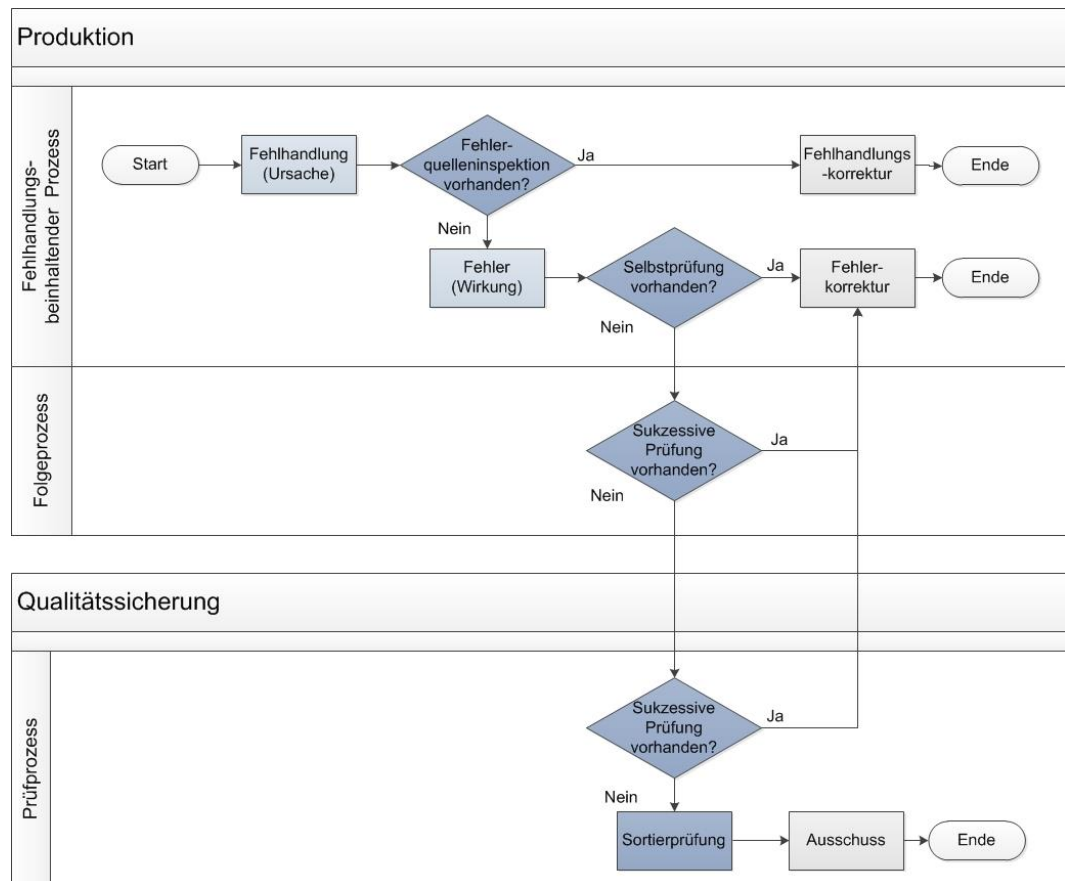 Produktion
Fehlhandlungs-
beinhaltender Prozess
Start
Fehlhandlung
(Ursache)
Fehler-
quelleninspektion
vorhanden?
Ja
Fehlhandlungs
-korrektur
Ende
Nein
Fehler
(Wirkung)
Selbstprüfung
vorhanden?
Ja
Fehler-
korrektur
Ende
Nein
Folgeprozess
Sukzessive
Prüfung
vorhanden?
Ja
Nein
Qualitätssicherung
Prüfprozess
Sukzessive
Prüfung
vorhanden?
Ja
Nein
Sortierprüfung
Ausschuss
Ende